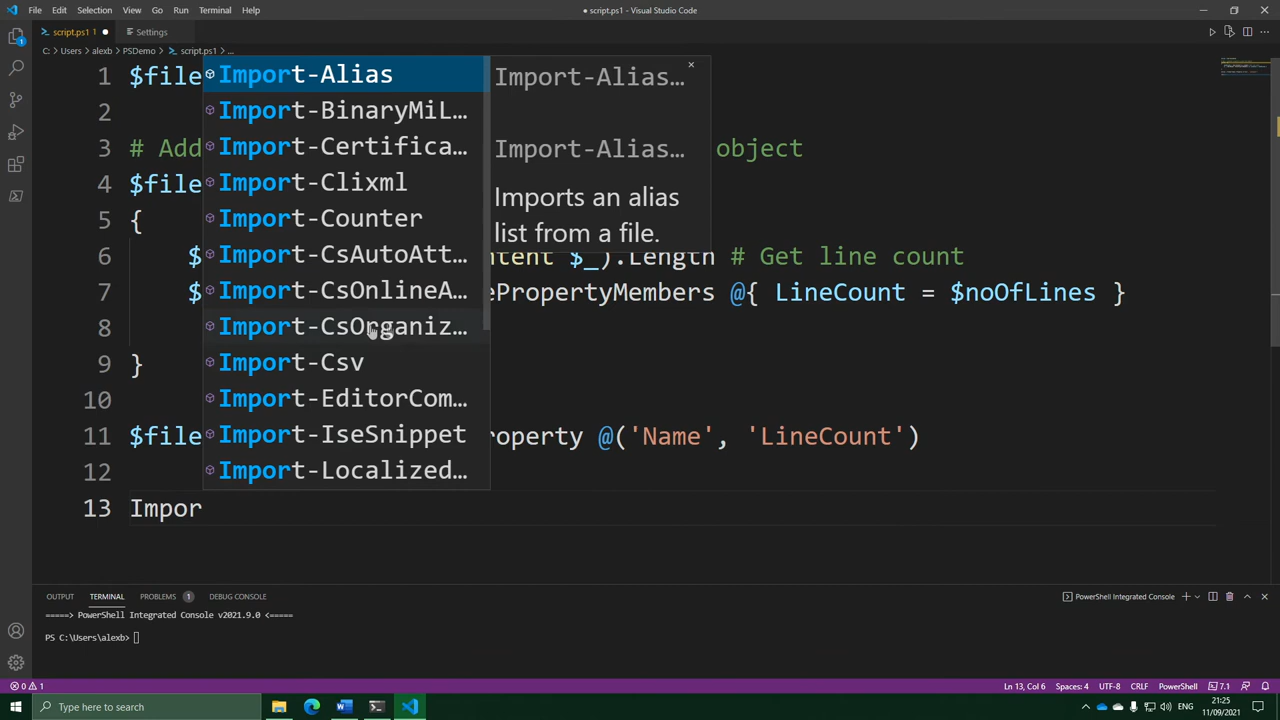 File Edit Selection View Go Run Terminal Help
● script.ps1 - Visual Studio Code
script.ps1 1 ● Settings
C: > Users > alexb > PSDemo > script.ps1 > ...
1 $file
2
3 # Add object
4 $file
5 {
6 $ ntent $_).Length # Get line count
7 $ ePropertyMembers @{ LineCount = $noOfLines }
8
9 }
10
11 $file roperty @('Name', 'LineCount')
12
13 Impor
Import-Alias
Import-BinaryMiL…
Import-Certifica…
Import-Clixml
Import-Counter
Import-CsAutoAtt…
Import-CsOnlineA…
Import-CsOrganiz…
Import-Csv
Import-EditorCom…
Import-IseSnippet
Import-Localized…
Import-Alias…
Import-Alias…
Imports an alias
list from a file.
OUTPUT TERMINAL PROBLEMS 1 DEBUG CONSOLE
PowerShell Integrated Console
=====> PowerShell Integrated Console v2021.9.0 <=====
PS C:\Users\alexb>
0 1
Ln 13, Col 6 Spaces: 4 UTF-8 CRLF PowerShell 7.1
Type here to search
ENG
21:25
11/09/2021